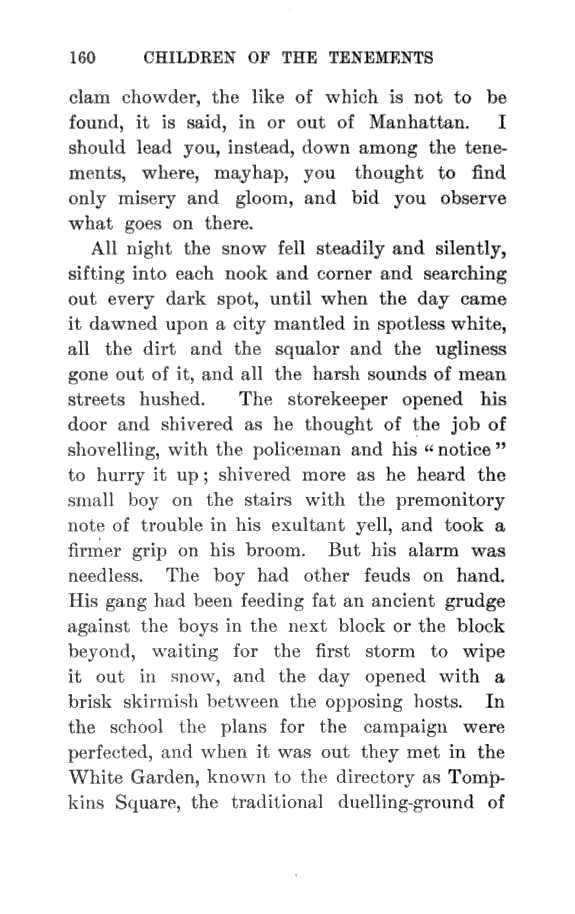 160 CHILDREN OF THE TENEMENTS
clam chowder, the like of which is not to be
found, it is said, in or out of Manhattan. I
should lead you, instead, down among the tene-
ments, where, mayhap, you thought to find
only misery and gloom, and bid you observe
what goes on there.
All night the snow fell steadily and silently,
sifting into each nook and corner and searching
out every dark spot, until when the day came
it dawned upon a city mantled in spotless white,
all the dirt and the squalor and the ugliness
gone out of it, and all the harsh sounds of mean
streets hushed. The storekeeper opened his
door and shivered as he thought of the job of
shovelling, with the policeman and his “notice”
to hurry it up; shivered more as he heard the
small boy on the stairs with the premonitory
note of trouble in his exultant yell, and took a
firmer grip on his broom. But his alarm was
needless. The boy had other feuds on hand.
His gang had been feeding fat an ancient grudge
against the boys in the next block or the block
beyond, waiting for the first storm to wipe
it out in snow, and the day opened with a
brisk skirmish between the opposing hosts. In
the school the plans for the campaign were
perfected, and when it was out they met in the
White Garden, known to the directory as Tomp-
kins Square, the traditional duelling-ground of